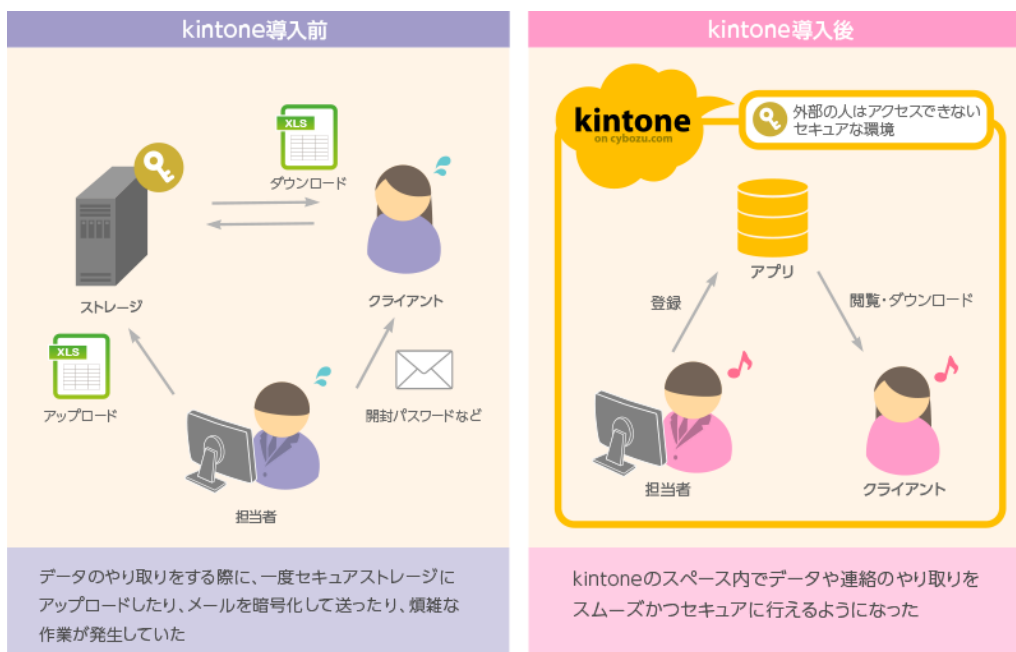 kintone導入前
XLS
ダウンロード
ストレージ
クライアント
XLS
アップロード
開封パスワードなど
担当者
データのやり取りをする際に、一度セキュアストレージに
アップロードしたり、メールを暗号化して送ったり、煩雑な
作業が発生していた
kintone導入後
kintone
on cybozu.com
外部の人はアクセスできない
セキュアな環境
アプリ
登録
閲覧・ダウンロード
担当者
クライアント
kintoneのスペース内でデータや連絡のやり取りを
スムーズかつセキュアに行えるようになった